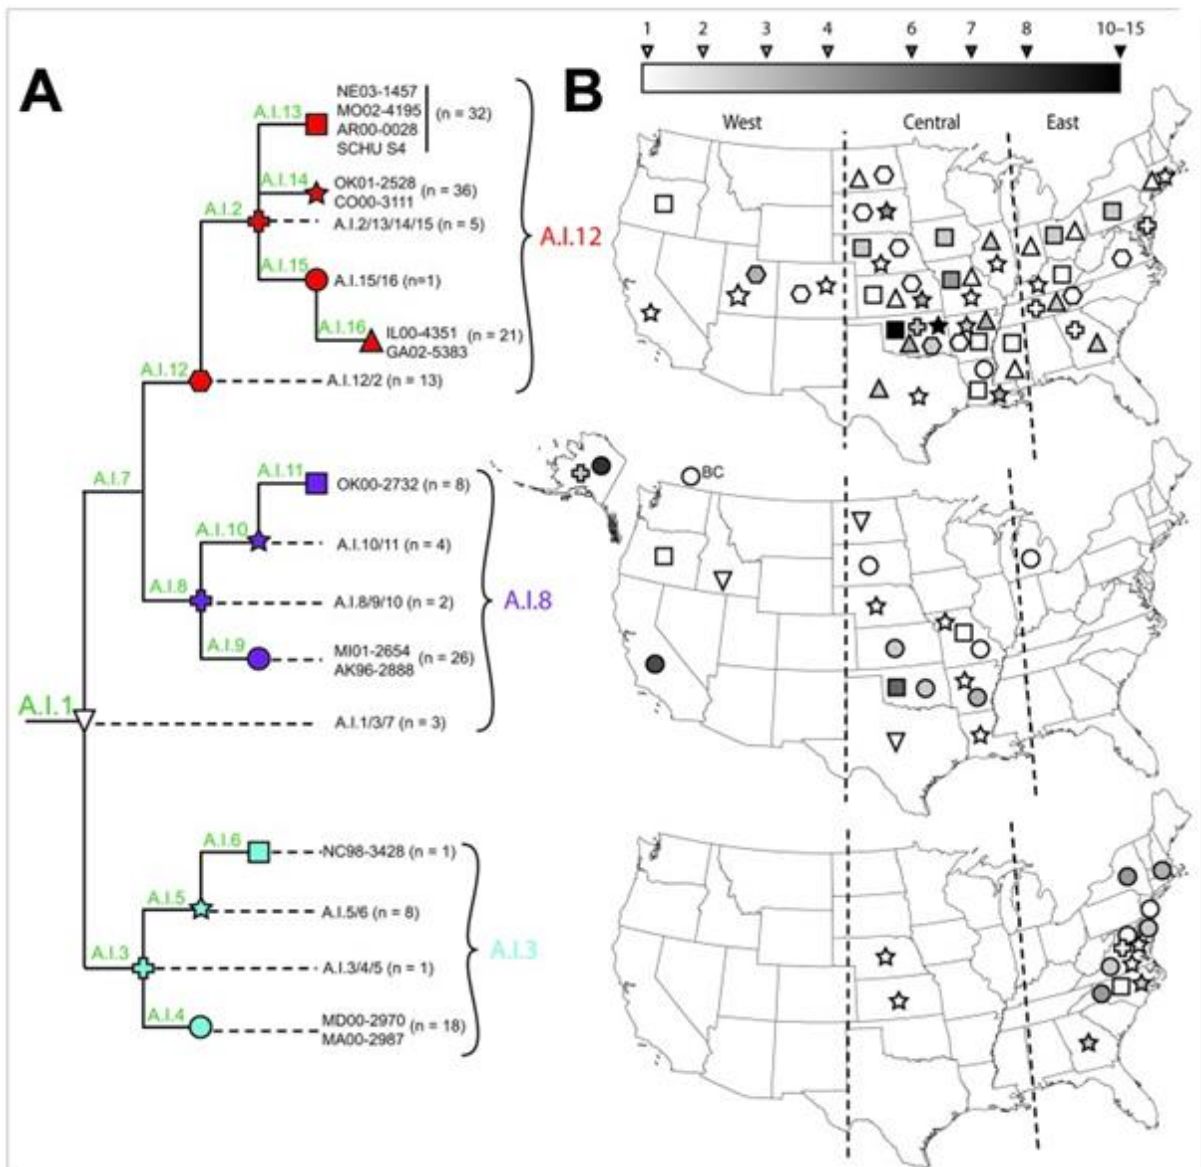 A
B
1 2 3 4 6 7 8 10–15
West Central East
NE03-1457
MO02-4195
AR00-0028
SCHU S4
(n = 32)
A.I.13
A.I.14
OK01-2528
CO00-3111
(n = 36)
A.I.2
A.I.2/13/14/15 (n = 5)
A.I.12
A.I.15
A.I.15/16 (n=1)
A.I.16
IL00-4351
GA02-5383
(n = 21)
A.I.12
A.I.12/2 (n = 13)
A.I.7
A.I.11
OK00-2732 (n = 8)
BC
A.I.10
A.I.10/11 (n = 4)
A.I.8
A.I.8/9/10 (n = 2)
A.I.8
A.I.9
MI01-2654
AK96-2888
(n = 26)
A.I.1
A.I.1/3/7 (n = 3)
A.I.6
NC98-3428 (n = 1)
A.I.5
A.I.5/6 (n = 8)
A.I.3
A.I.3
A.I.3/4/5 (n = 1)
A.I.4
MD00-2970
MA00-2987
(n = 18)